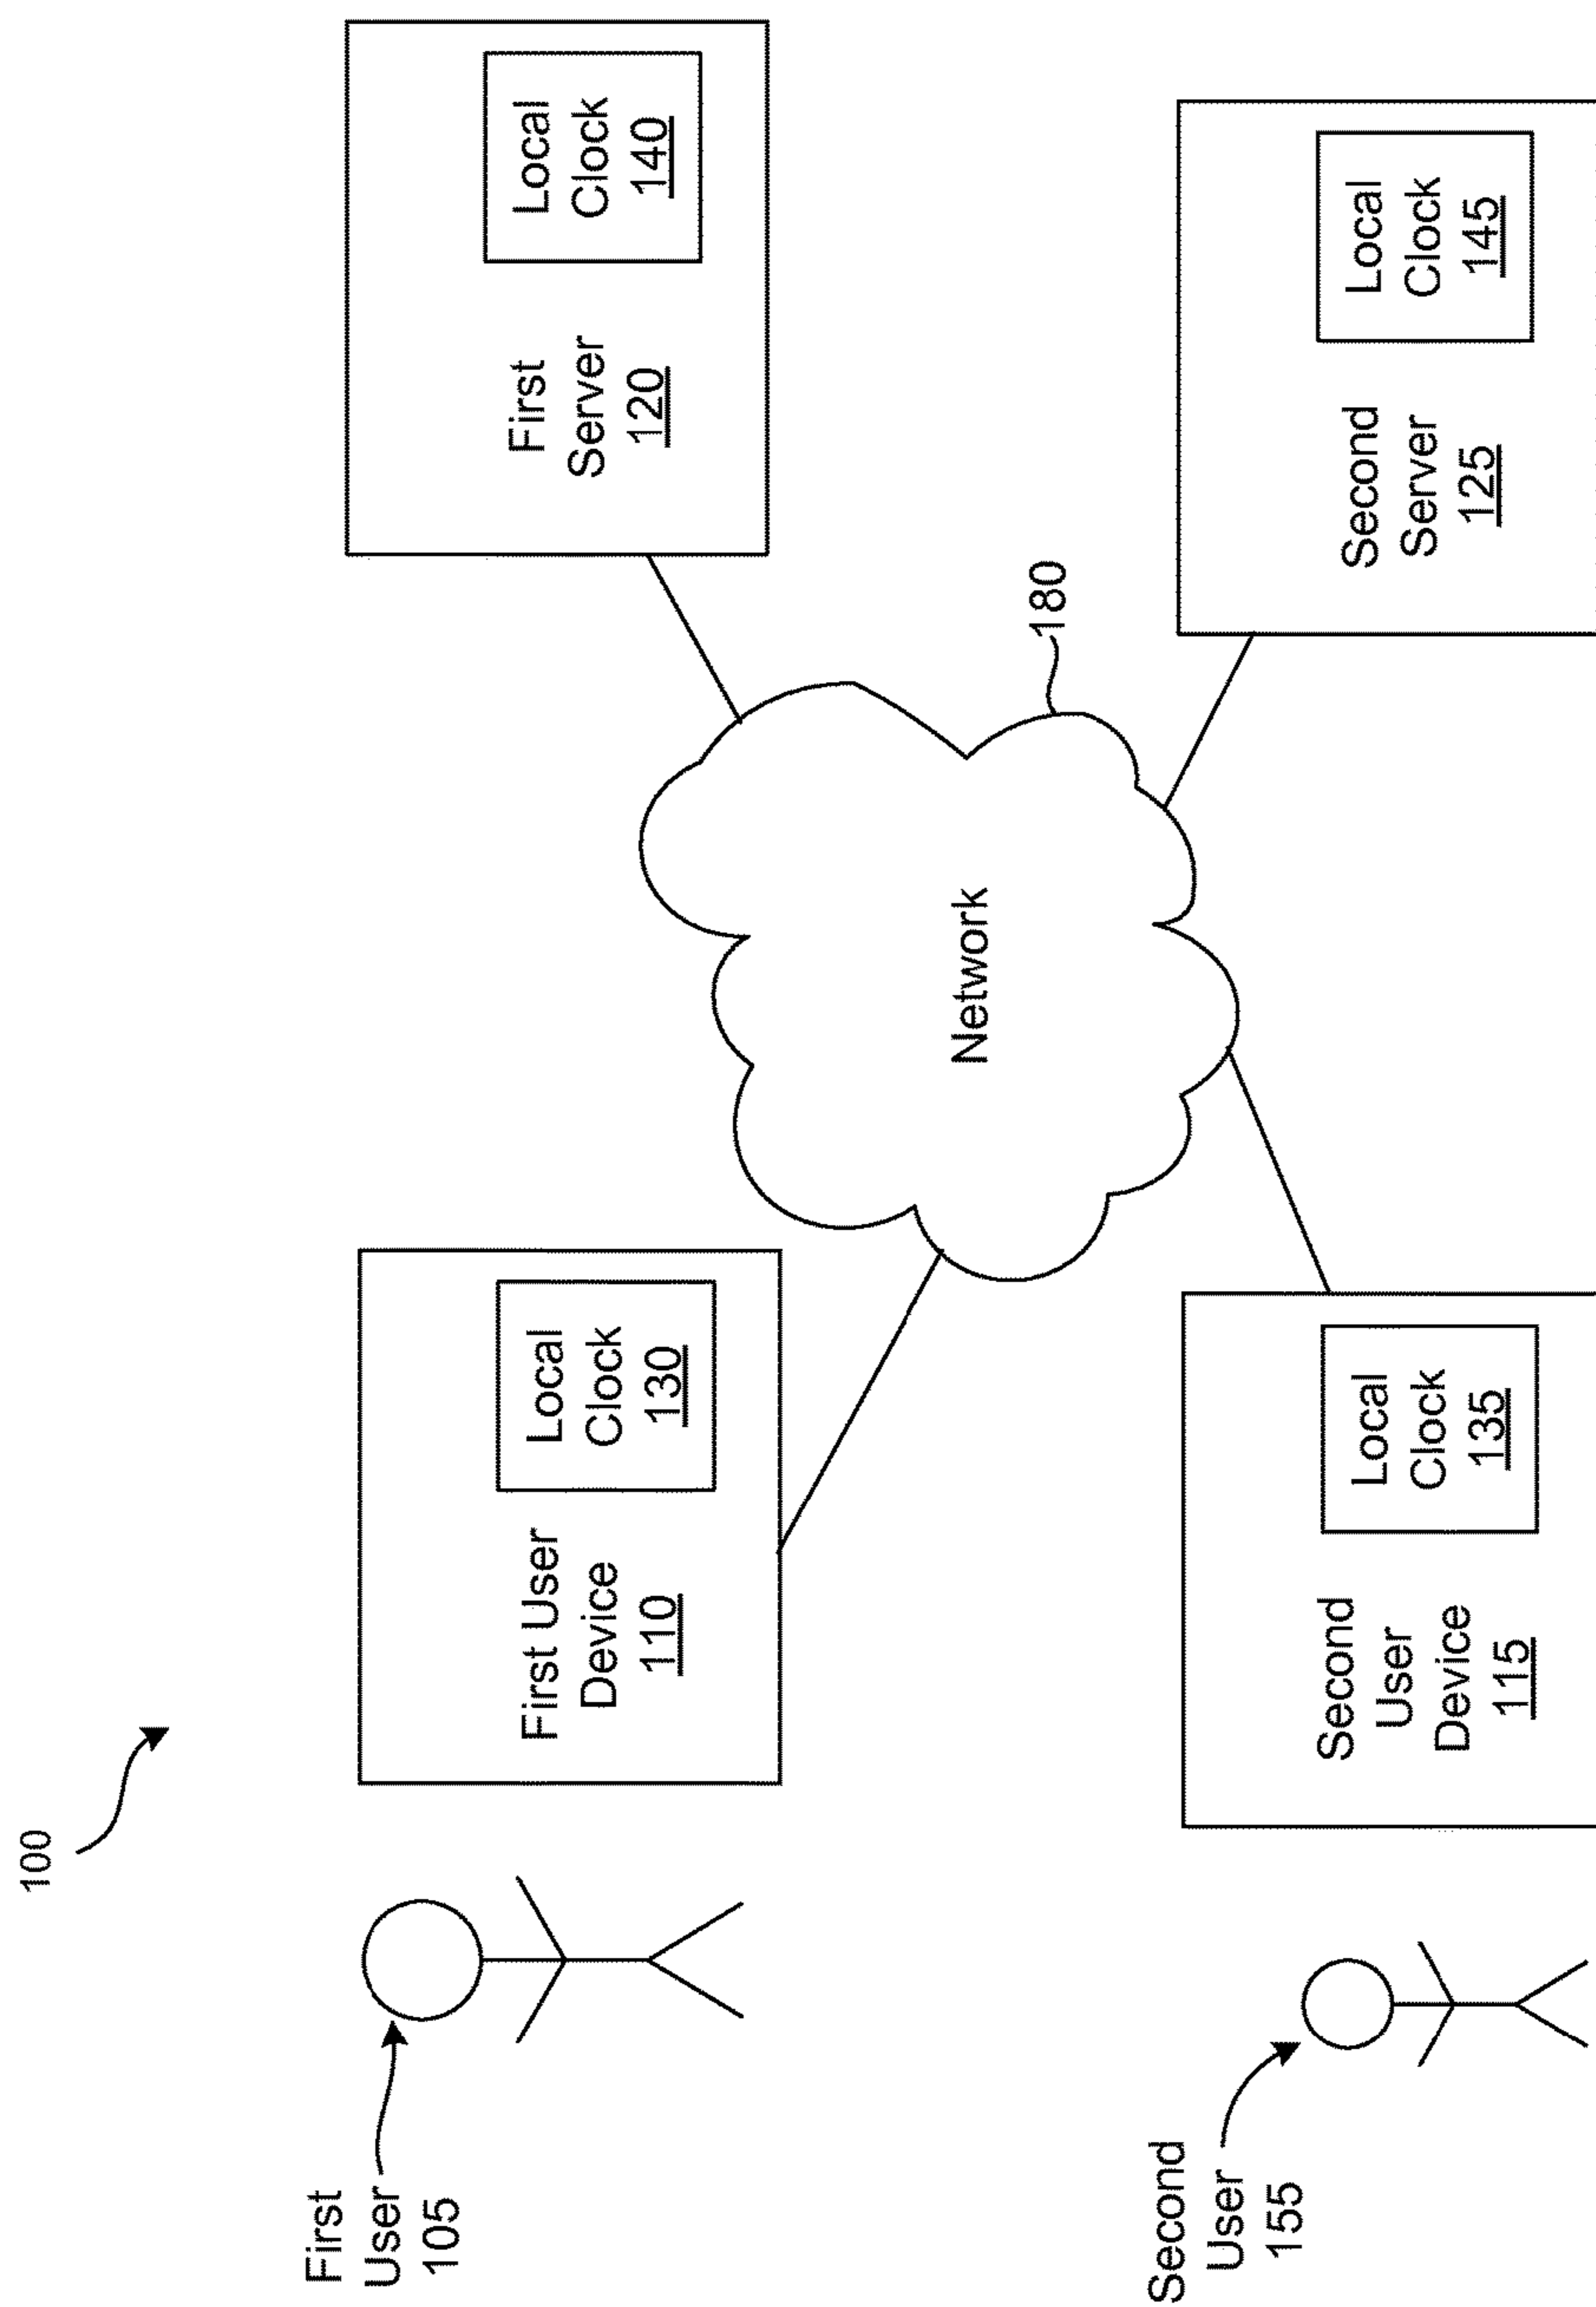 100
First
User
105
First User
Device
110
Local
Clock
130
First
Server
120
Local
Clock
140
Network
180
Second
User
155
Second
User
Device
115
Local
Clock
135
Second
Server
125
Local
Clock
145